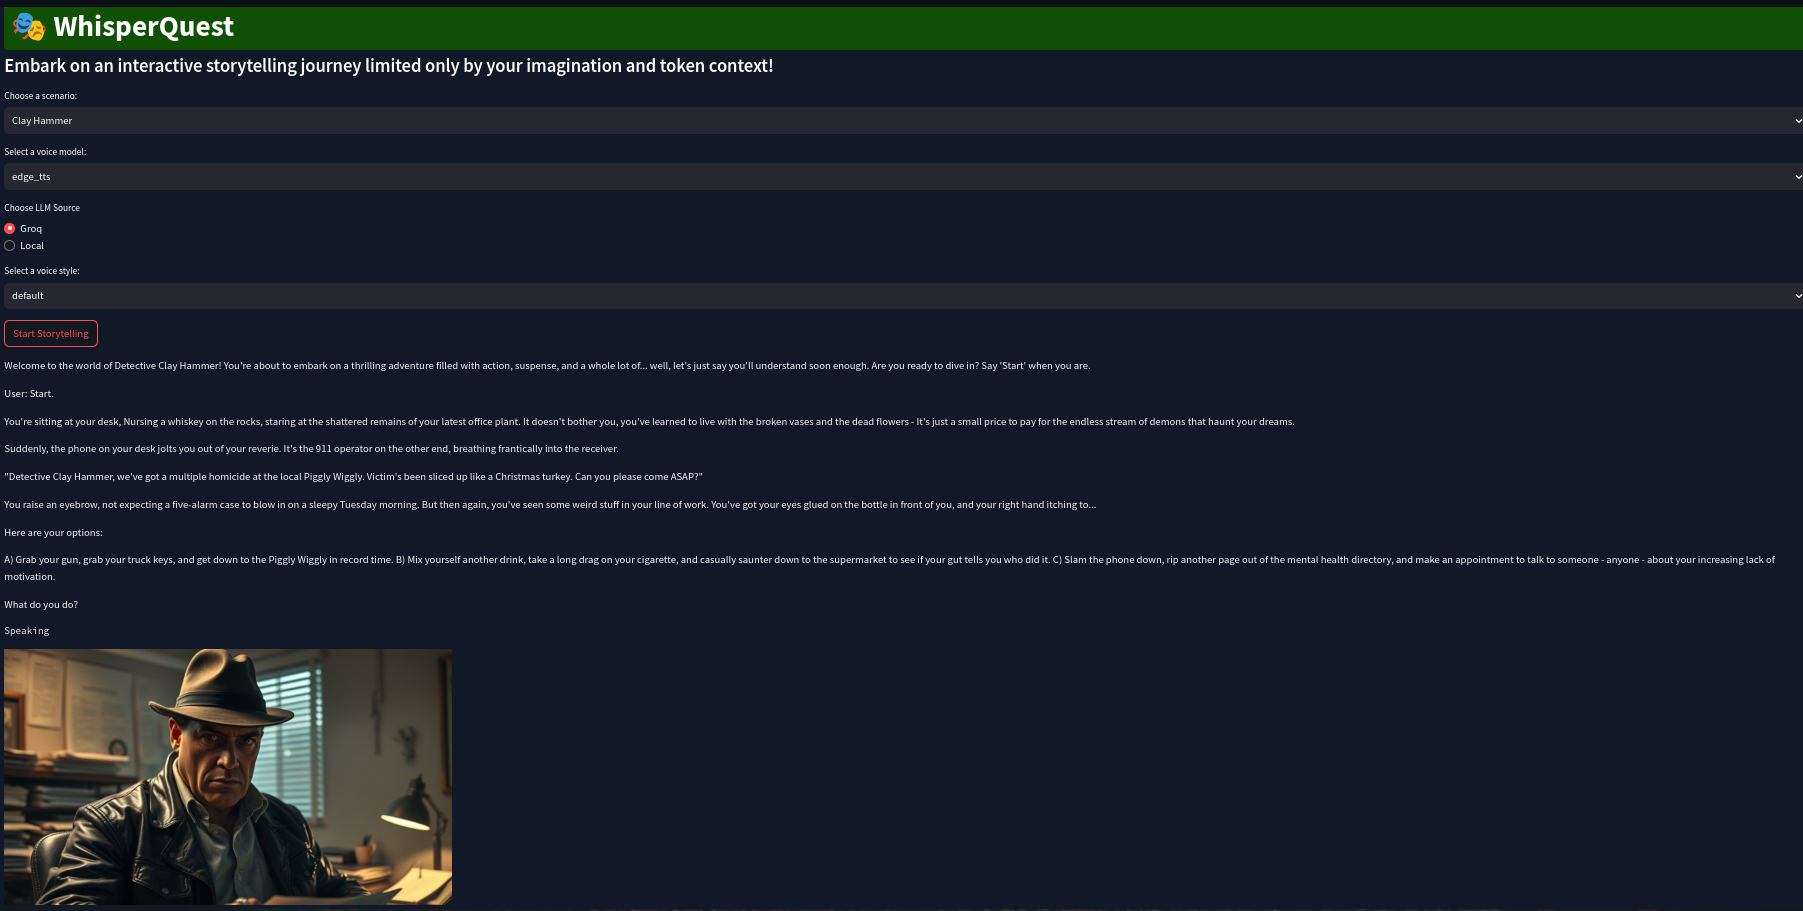 WhisperQuest
Embark on an interactive storytelling journey limited only by your imagination and token context!
Choose a scenario:
Clay Hammer
Select a voice model:
edge_tts
Choose LLM Source
Groq
Local
Select a voice style:
default
Start Storytelling
Welcome to the world of Detective Clay Hammer! You're about to embark on a thrilling adventure filled with action, suspense, and a whole lot of... well, let's just say you'll understand soon enough. Are you ready to dive in? Say 'Start' when you are.
User: Start.
You're sitting at your desk, Nursing a whiskey on the rocks, staring at the shattered remains of your latest office plant. It doesn't bother you, you've learned to live with the broken vases and the dead flowers - It's just a small price to pay for the endless stream of demons that haunt your dreams.
Suddenly, the phone on your desk jolts you out of your reverie. It's the 911 operator on the other end, breathing frantically into the receiver.
"Detective Clay Hammer, we've got a multiple homicide at the local Piggly Wiggly. Victim's been sliced up like a Christmas turkey. Can you please come ASAP?"
You raise an eyebrow, not expecting a five-alarm case to blow in on a sleepy Tuesday morning. But then again, you've seen some weird stuff in your line of work. You've got your eyes glued on the bottle in front of you, and your right hand itching to...
Here are your options:
A) Grab your gun, grab your truck keys, and get down to the Piggly Wiggly in record time. B) Mix yourself another drink, take a long drag on your cigarette, and casually saunter down to the supermarket to see if your gut tells you who did it. C) Slam the phone down, rip another page out of the mental health directory, and make an appointment to talk to someone - anyone - about your increasing lack of
motivation.
What do you do?
Speaking